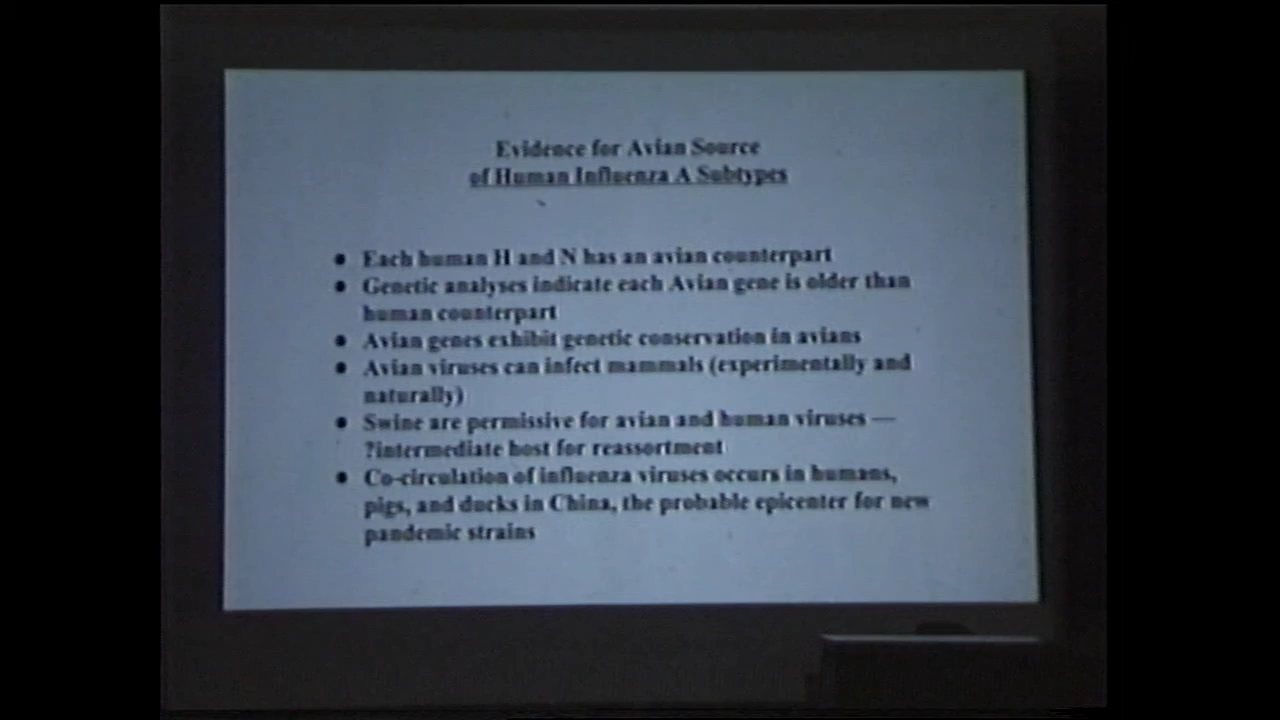 Evidence for Avian Source
of Human Influenza A Subtypes
● Each human H and N has an avian counterpart
● Genetic analyses indicate each Avian gene is older than
human counterpart
● Avian genes exhibit genetic conservation in avians
● Avian viruses can infect mammals (experimentally and
naturally)
● Swine are permissive for avian and human viruses —
?intermediate host for reassortment
● Co-circulation of influenza viruses occurs in humans,
pigs, and ducks in China, the probable epicenter for new
pandemic strains